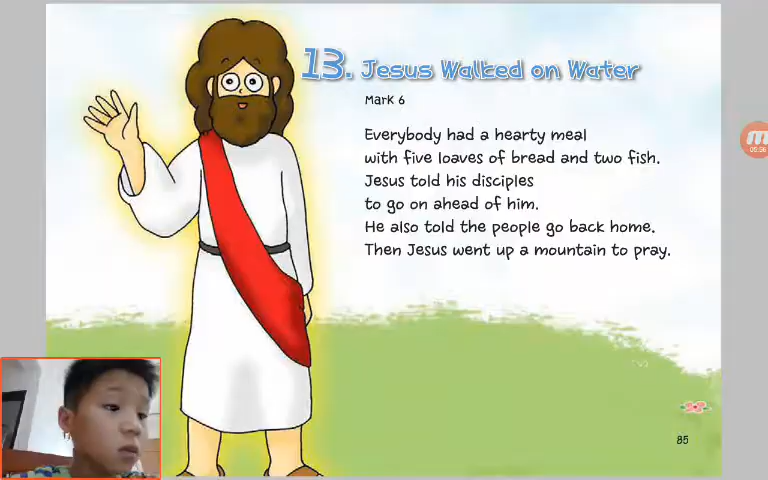 13. Jesus Walked on Water
Mark 6
Everybody had a hearty meal
with five loaves of bread and two fish.
Jesus told his disciples
to go on ahead of him.
He also told the people go back home.
Then Jesus went up a mountain to pray.
00:56
85